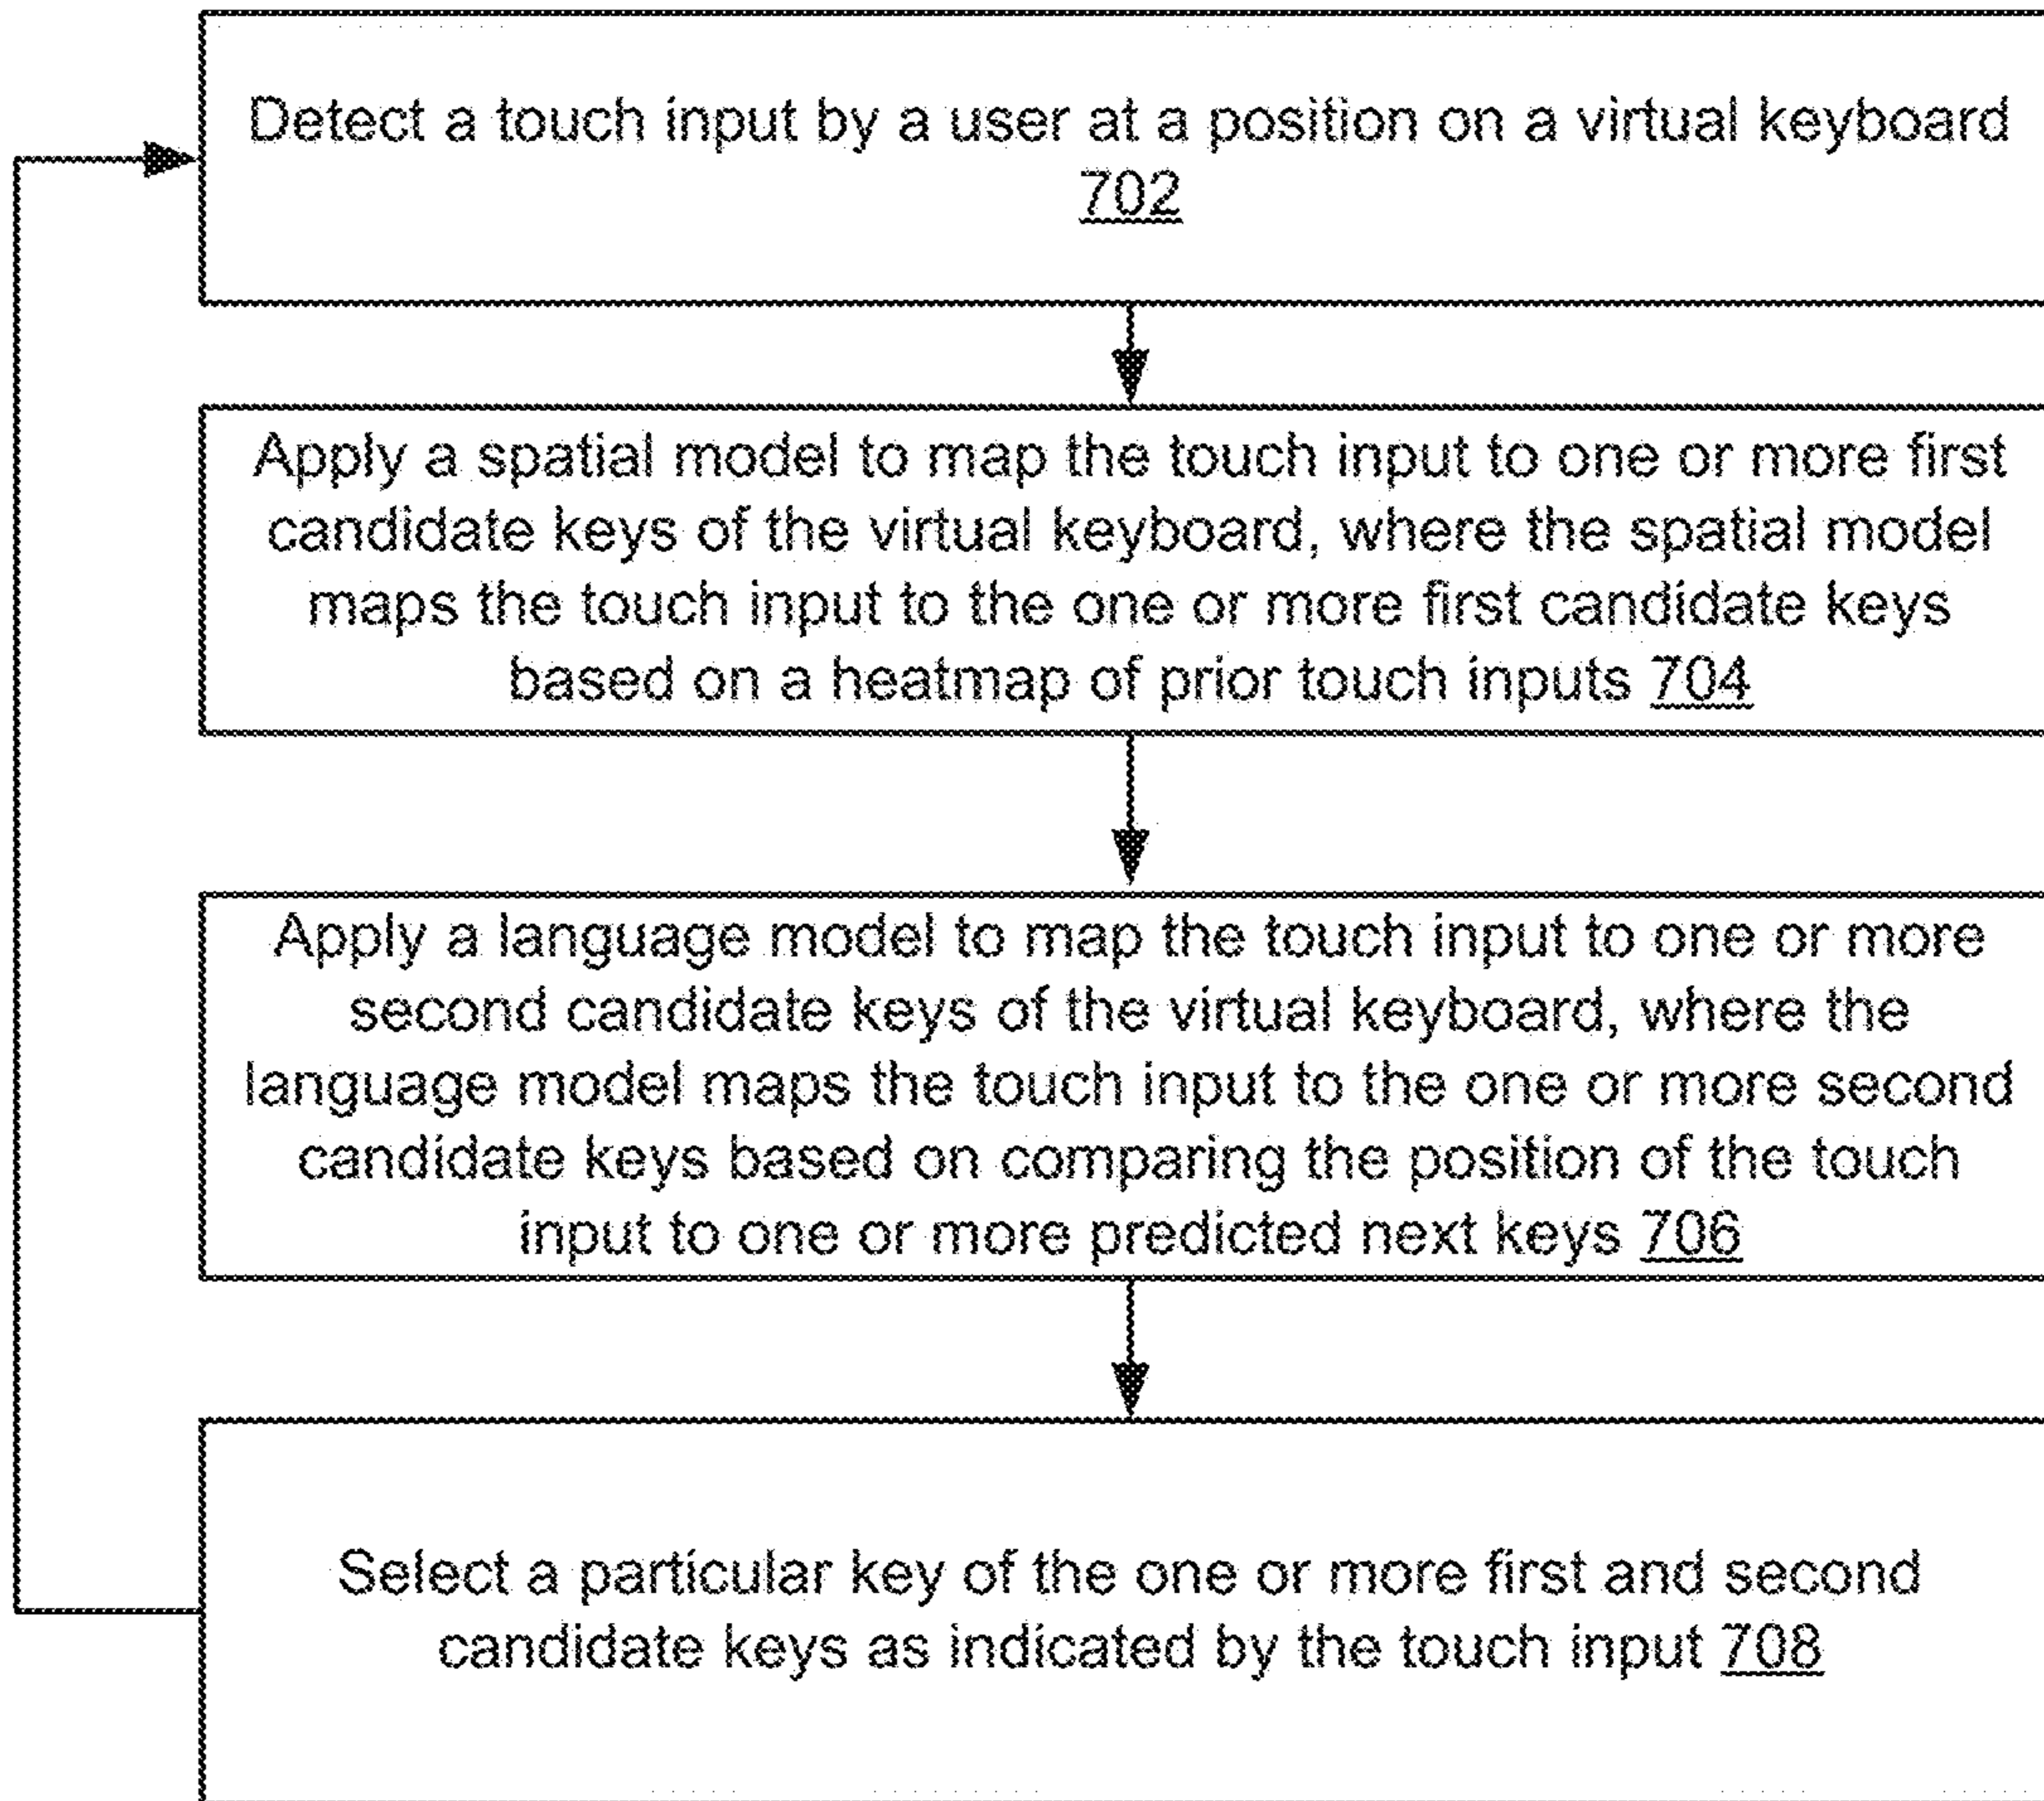 Detect a touch input by a user at a position on a virtual keyboard
702
Apply a spatial model to map the touch input to one or more first
candidate keys of the virtual keyboard, where the spatial model
maps the touch input to the one or more first candidate keys
based on a heatmap of prior touch inputs 704
Apply a language model to map the touch input to one or more
second candidate keys of the virtual keyboard, where the
language model maps the touch input to the one or more second
candidate keys based on comparing the position of the touch
input to one or more predicted next keys 706
Select a particular key of the one or more first and second
candidate keys as indicated by the touch input 708